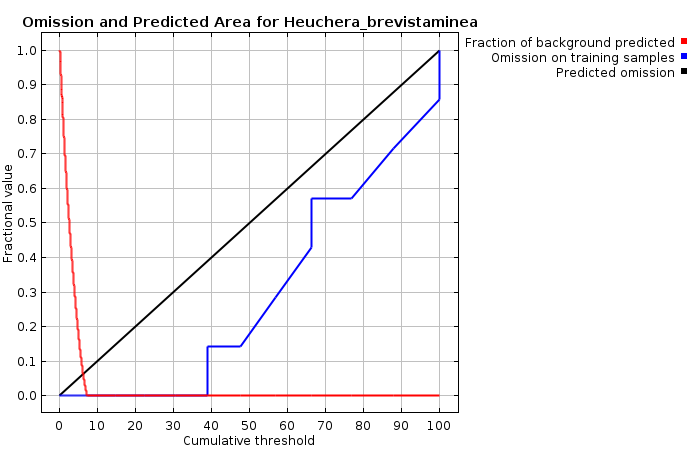 Omission and Predicted Area for Heuchera_brevistaminea
Fraction of background predicted
Omission on training samples
Predicted omission
1.0
0.9
0.8
0.7
0.6
0.5
0.4
0.3
0.2
0.1
0.0
Fractional value
0 10 20 30 40 50 60 70 80 90 100
Cumulative threshold